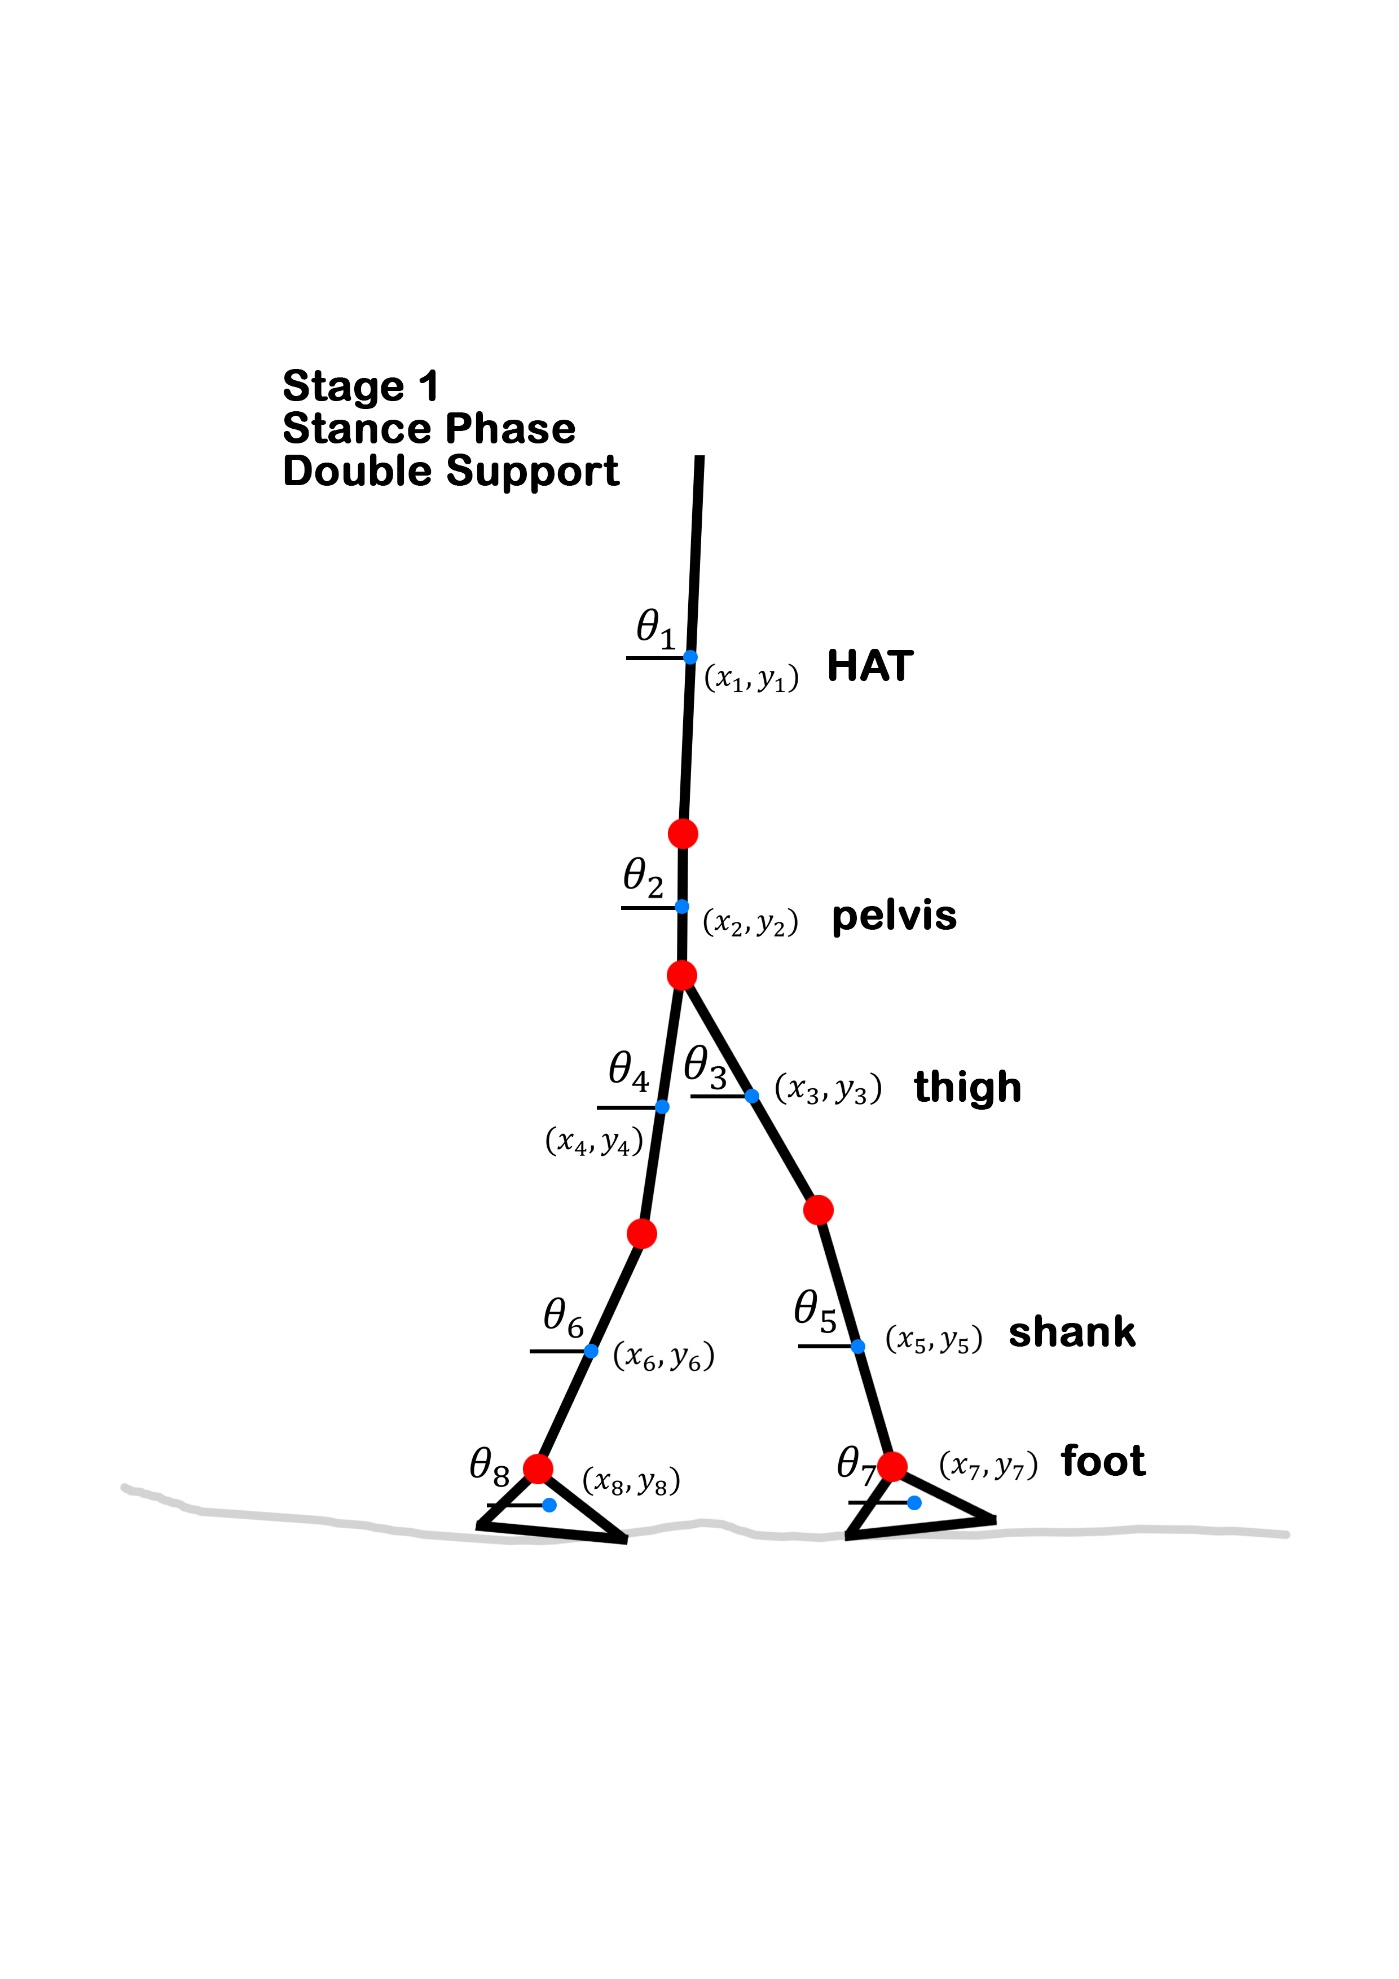 Stage 1
Stance Phase
Double Support
θ₁
(x₁, y₁) HAT
θ₂
(x₂, y₂) pelvis
θ₄ θ₃ (x₃, y₃) thigh
(x₄, y₄)
θ₆ θ₅ (x₅, y₅) shank
(x₆, y₆)
θ₈ (x₈, y₈) θ₇ (x₇, y₇) foot